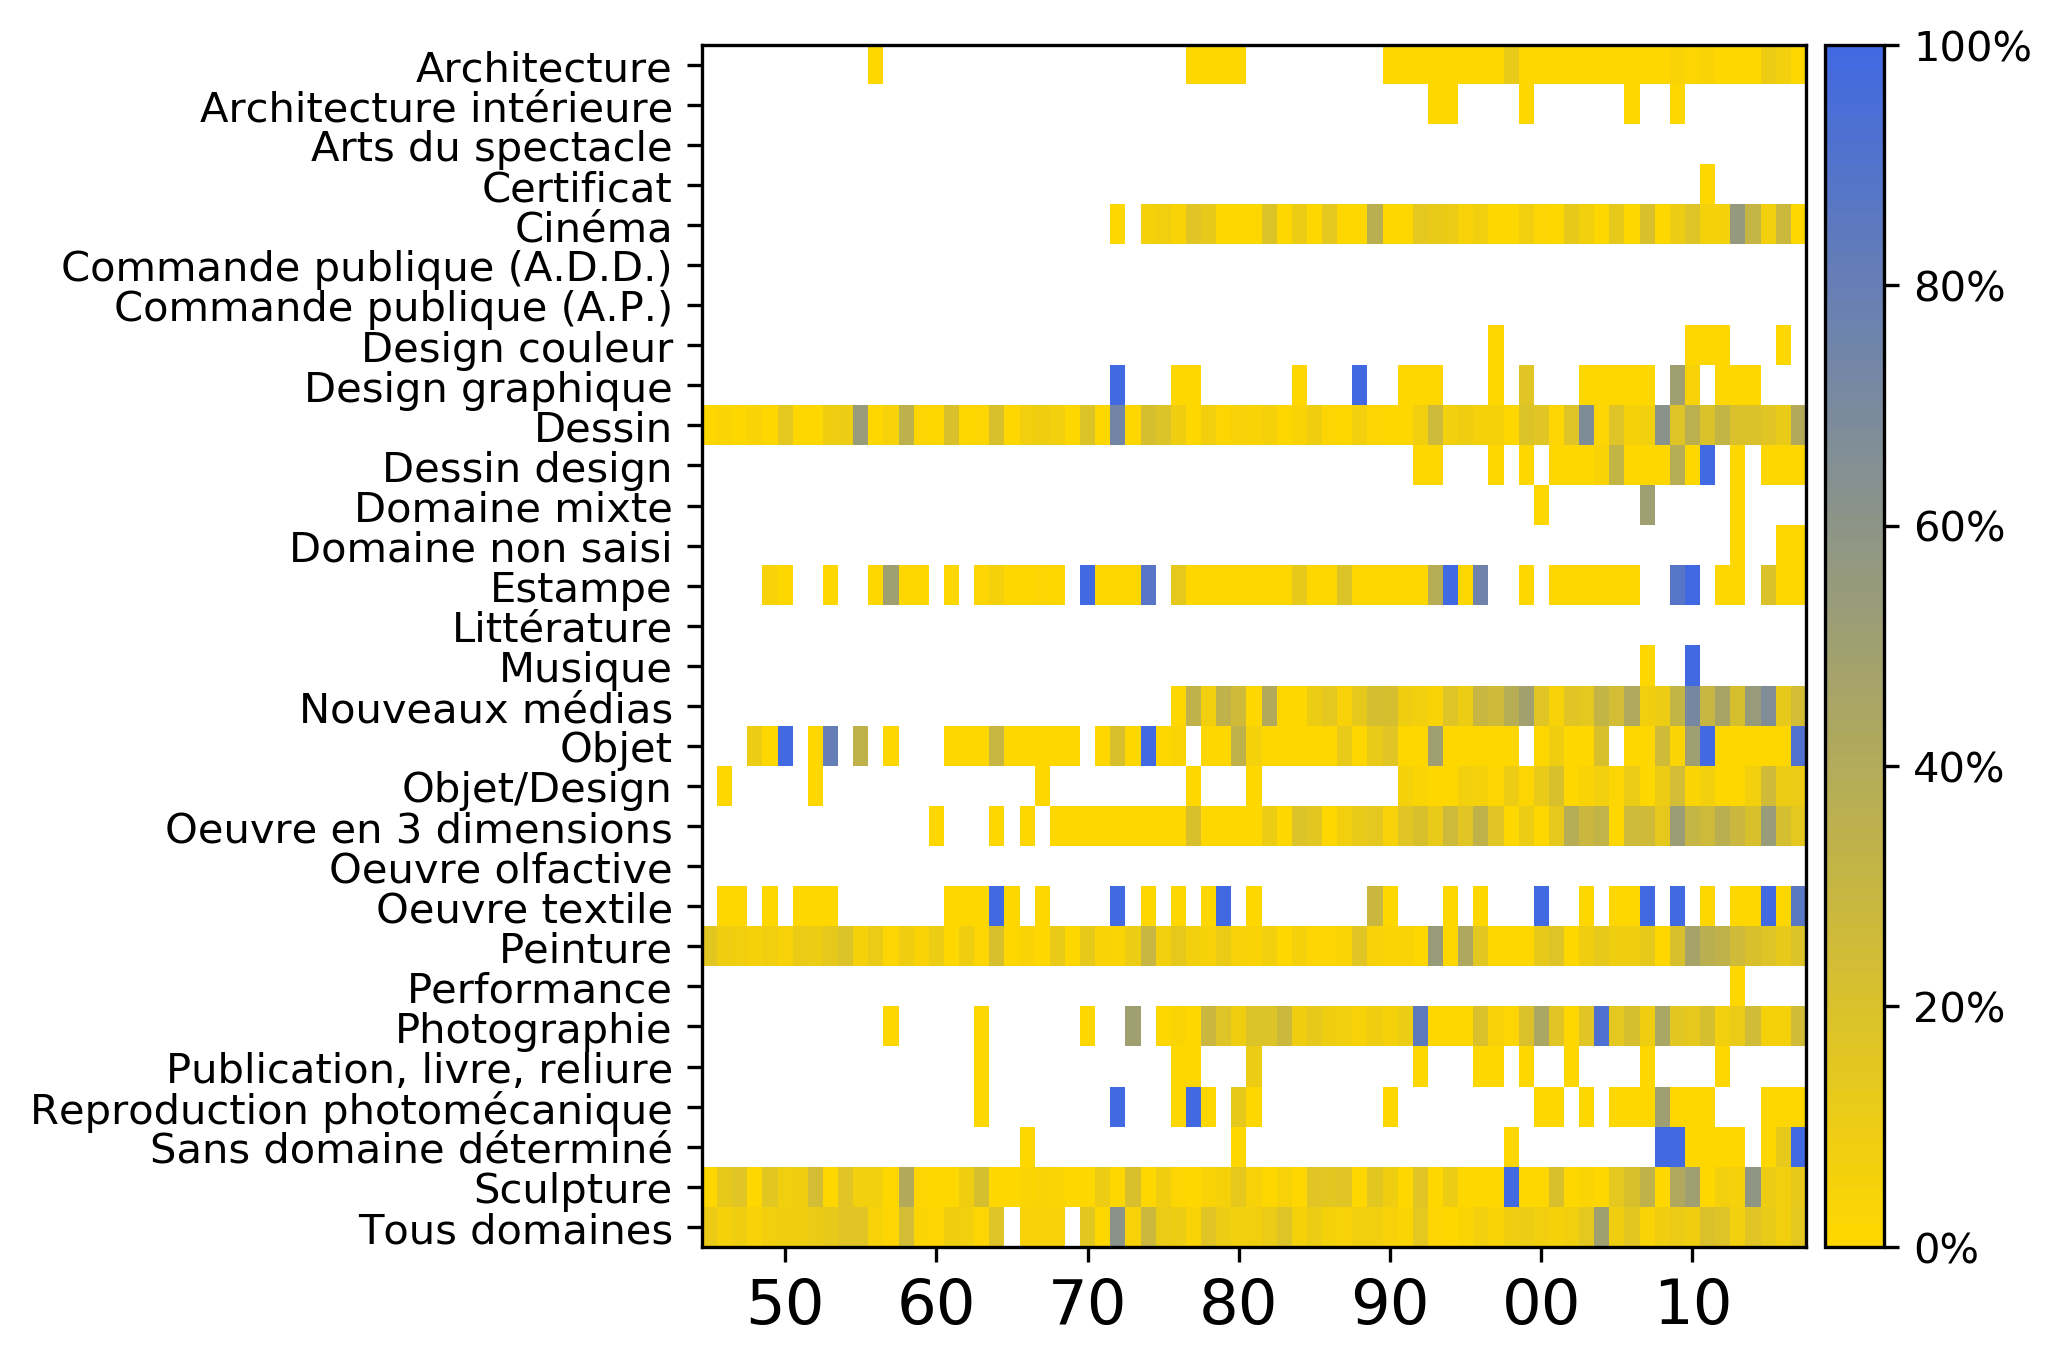 Architecture
Architecture intérieure
Arts du spectacle
Certificat
Cinéma
Commande publique (A.D.D.)
Commande publique (A.P.)
Design couleur
Design graphique
Dessin
Dessin design
Domaine mixte
Domaine non saisi
Estampe
Littérature
Musique
Nouveaux médias
Objet
Objet/Design
Oeuvre en 3 dimensions
Oeuvre olfactive
Oeuvre textile
Peinture
Performance
Photographie
Publication, livre, reliure
Reproduction photomécanique
Sans domaine déterminé
Sculpture
Tous domaines
50 60 70 80 90 00 10
100%
80%
60%
40%
20%
0%